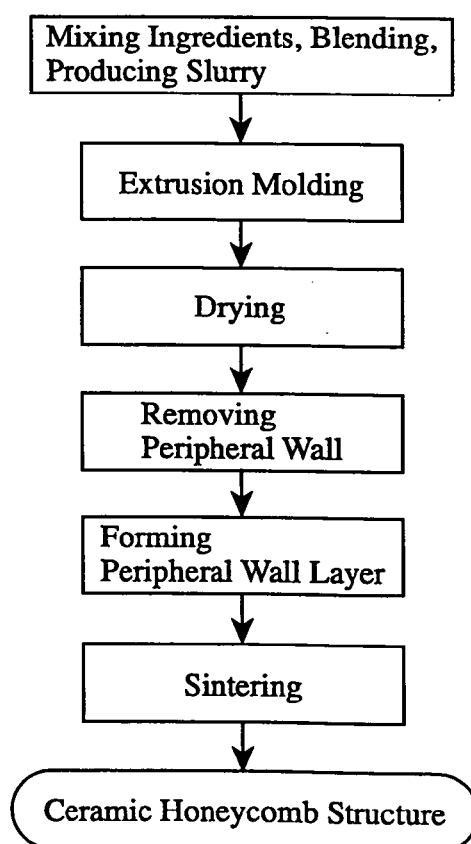 Mixing Ingredients, Blending,
Producing Slurry
Extrusion Molding
Drying
Removing
Peripheral Wall
Forming
Peripheral Wall Layer
Sintering
Ceramic Honeycomb Structure